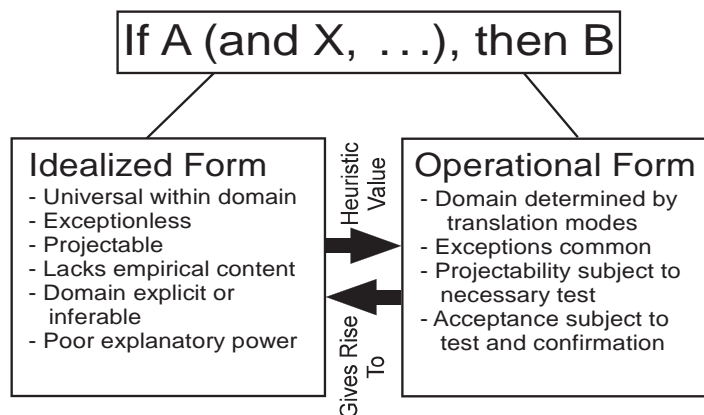 If A (and X, ...), then B
Idealized Form
- Universal within domain
- Exceptionless
- Projectable
- Lacks empirical content
- Domain explicit or
inferable
- Poor explanatory power
Heuristic
Value
Gives Rise
To
Operational Form
- Domain determined by
translation modes
- Exceptions common
- Projectability subject to
necessary test
- Acceptance subject to
test and confirmation